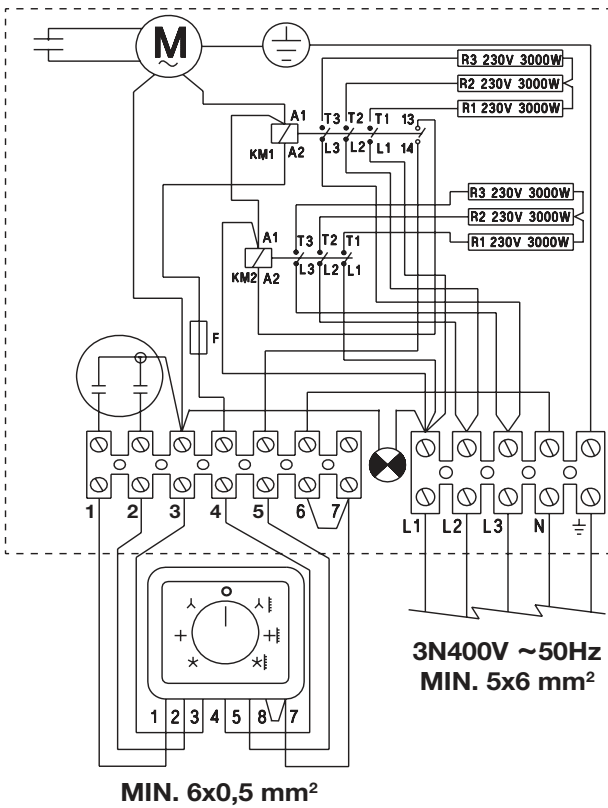 M
~
R3 230V 3000W
R2 230V 3000W
R1 230V 3000W
A1 T3 T2 T1 13
KM1 A2 L3 L2 L1 14
R3 230V 3000W
R2 230V 3000W
R1 230V 3000W
A1 T3 T2 T1
KM2 A2 L3 L2 L1
F
1 2 3 4 5 6 7
L1 L2 L3 N
1 2 3 4 5 8 7
3N400V ~50Hz
MIN. 5x6 mm²
MIN. 6x0,5 mm²